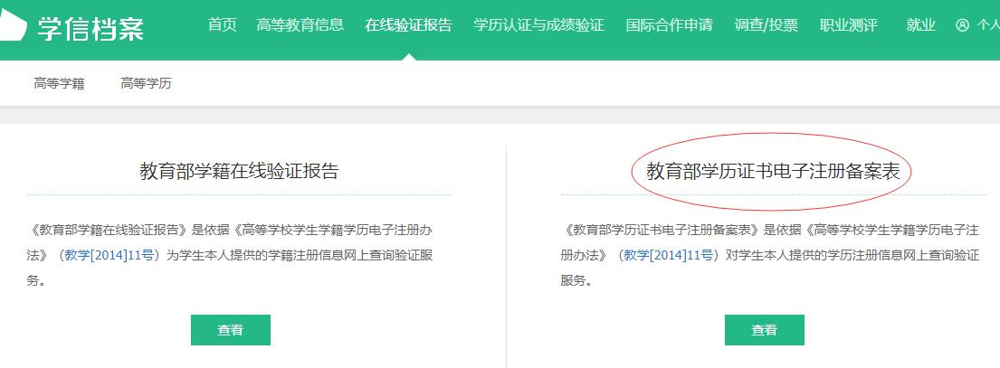 学信档案
首页 高等教育信息 在线验证报告 学历认证与成绩验证 国际合作申请 调查/投票 职业测评 就业 个人
高等学籍 高等学历
教育部学籍在线验证报告
《教育部学籍在线验证报告》是依据《高等学校学生学籍学历电子注册办
法》（教学[2014]11号）为学生本人提供的学籍注册信息网上查询验证服
务。
查看
教育部学历证书电子注册备案表
《教育部学历证书电子注册备案表》是依据《高等学校学生学籍学历电子注
册办法》（教学[2014]11号）对学生本人提供的学历注册信息网上查询验证
服务。
查看